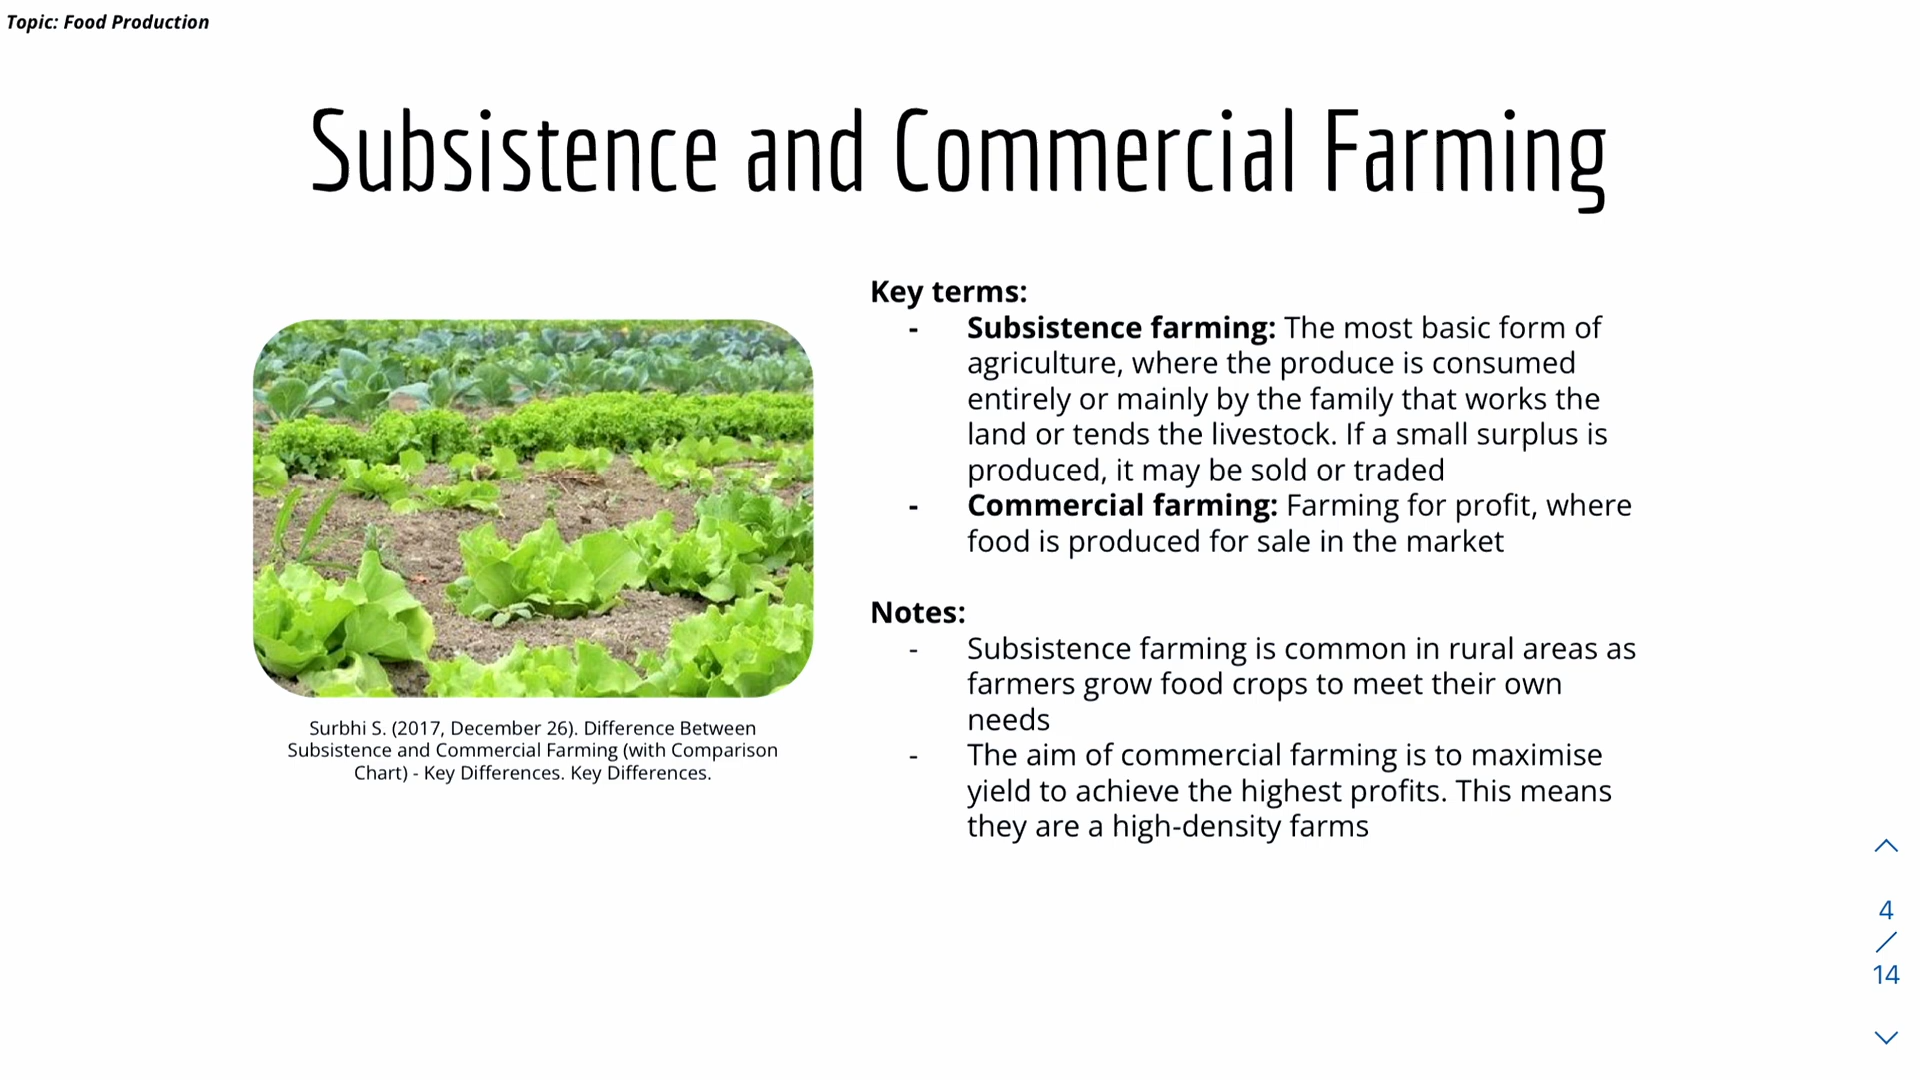 Topic: Food Production
Subsistence and Commercial Farming
Key terms:
- Subsistence farming: The most basic form of
agriculture, where the produce is consumed
entirely or mainly by the family that works the
land or tends the livestock. If a small surplus is
produced, it may be sold or traded
- Commercial farming: Farming for profit, where
food is produced for sale in the market
Notes:
- Subsistence farming is common in rural areas as
farmers grow food crops to meet their own
needs
- The aim of commercial farming is to maximise
yield to achieve the highest profits. This means
they are a high-density farms
Surbhi S. (2017, December 26). Difference Between
Subsistence and Commercial Farming (with Comparison
Chart) - Key Differences. Key Differences.
4
/
14